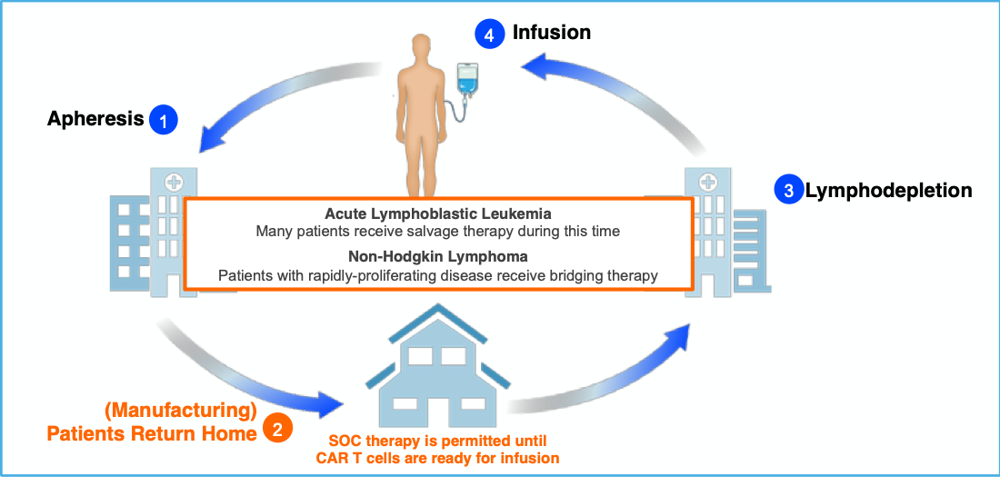 4 Infusion
Apheresis 1
3 Lymphodepletion
Acute Lymphoblastic Leukemia
Many patients receive salvage therapy during this time
Non-Hodgkin Lymphoma
Patients with rapidly-proliferating disease receive bridging therapy
(Manufacturing)
Patients Return Home 2
SOC therapy is permitted until
CAR T cells are ready for infusion